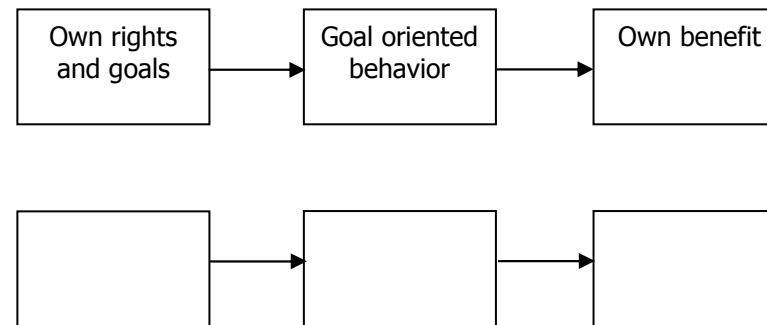 Own rights
and goals
Goal oriented
behavior
Own benefit